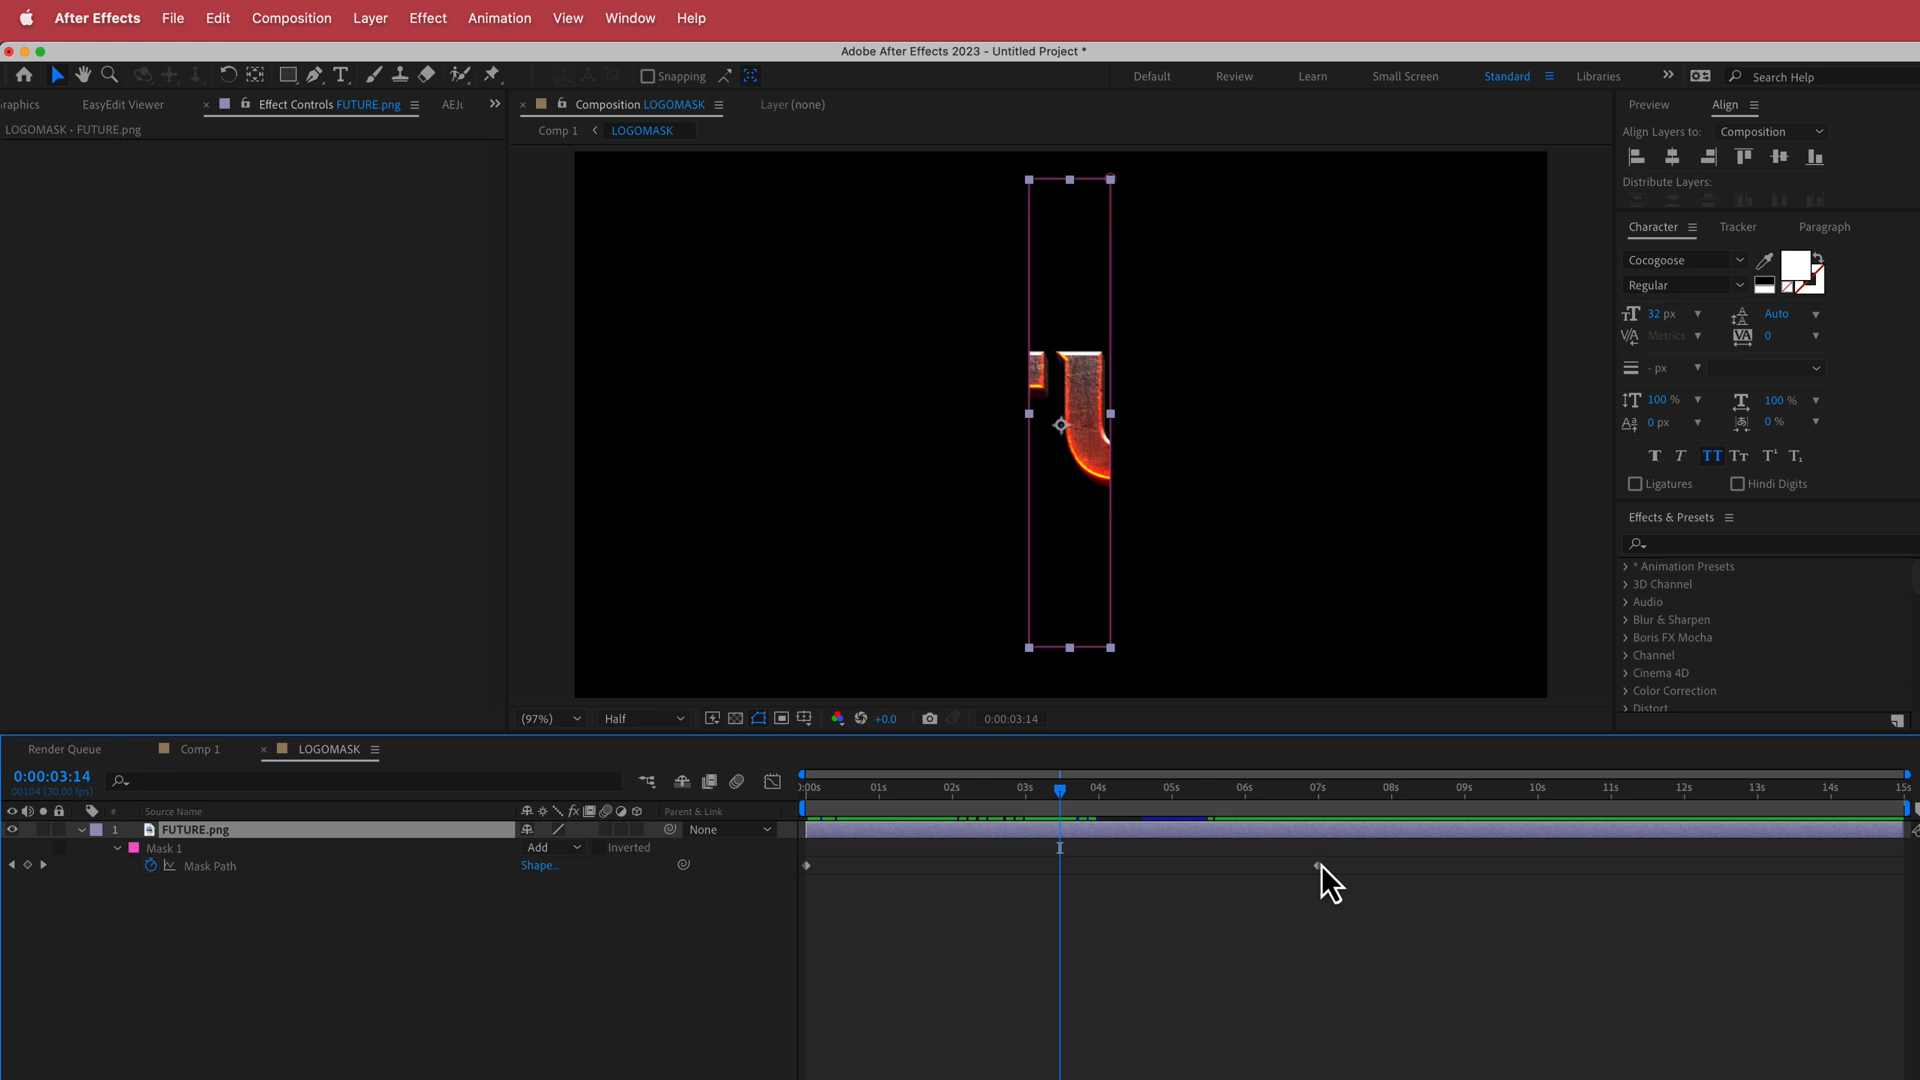 After Effects File Edit Composition Layer Effect Animation View Window Help
Adobe After Effects 2023 - Untitled Project *
Snapping Default Review Learn Small Screen Standard Libraries Search Help
raphics EasyEdit Viewer Effect Controls FUTURE.png AEJu Composition LOGOMASK Layer (none) Preview Align
LOGOMASK • FUTURE.png Comp 1 LOGOMASK
Align Layers to: Composition
Distribute Layers:
Character Tracker Paragraph
Cocogoose
Regular
32 px Auto
Metrics 0
- px
100 % 100 %
0 px 0 %
Ligatures Hindi Digits
Effects & Presets
* Animation Presets
3D Channel
Audio
Blur & Sharpen
Boris FX Mocha
Channel
Cinema 4D
Color Correction
Distort
(97%) Half +0.0 0:00:03:14
Render Queue Comp 1 LOGOMASK
0:00:03:14
00104 (30.00 fps)
:00s 01s 02s 03s 04s 05s 06s 07s 08s 09s 10s 11s 12s 13s 14s 15s
# Source Name fx Parent & Link
1 FUTURE.png None
Mask 1 Add Inverted
Mask Path Shape...